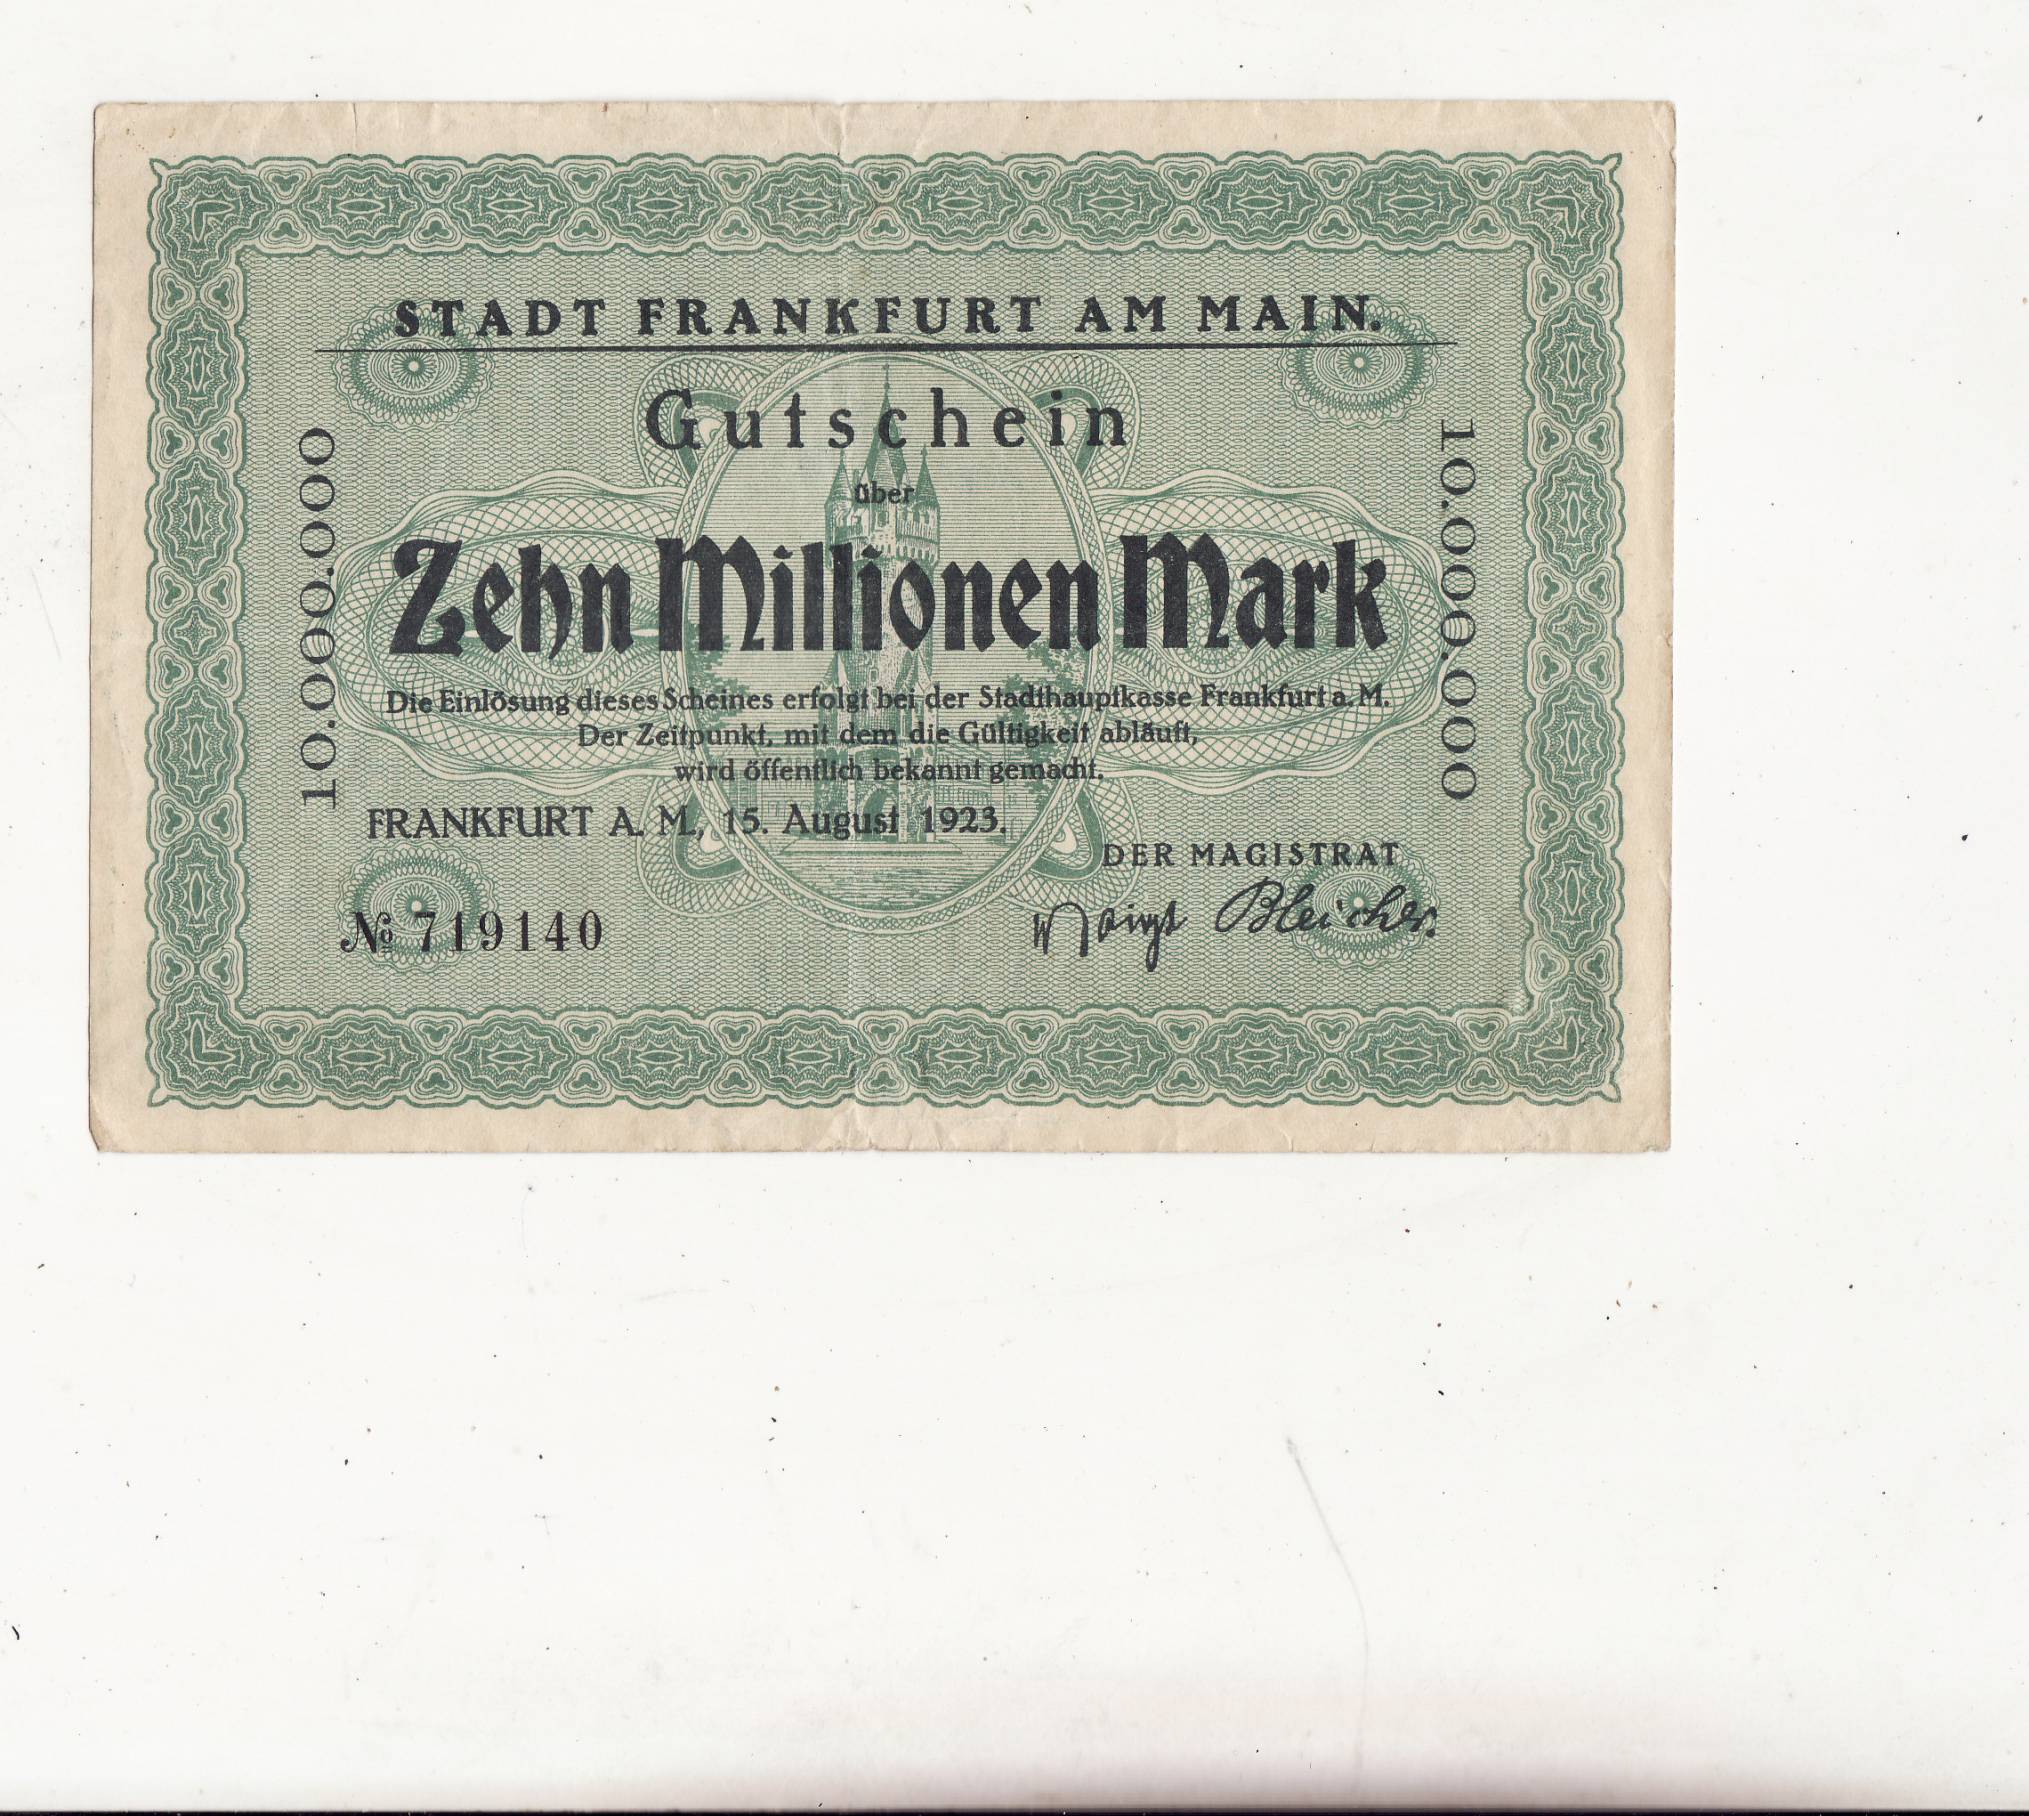 STADT FRANKFURT AM MAIN.
Gutschein
über
Zehn Millionen Mark
10.000.000
10.000.000
Die Einlösung dieses Scheines erfolgt bei der Stadthauptkasse Frankfurt a. M.
Der Zeitpunkt, mit dem die Gültigkeit abläuft,
wird öffentlich bekannt gemacht.
FRANKFURT A. M., 15. August 1923.
DER MAGISTRAT
Bleicher.
№ 719140